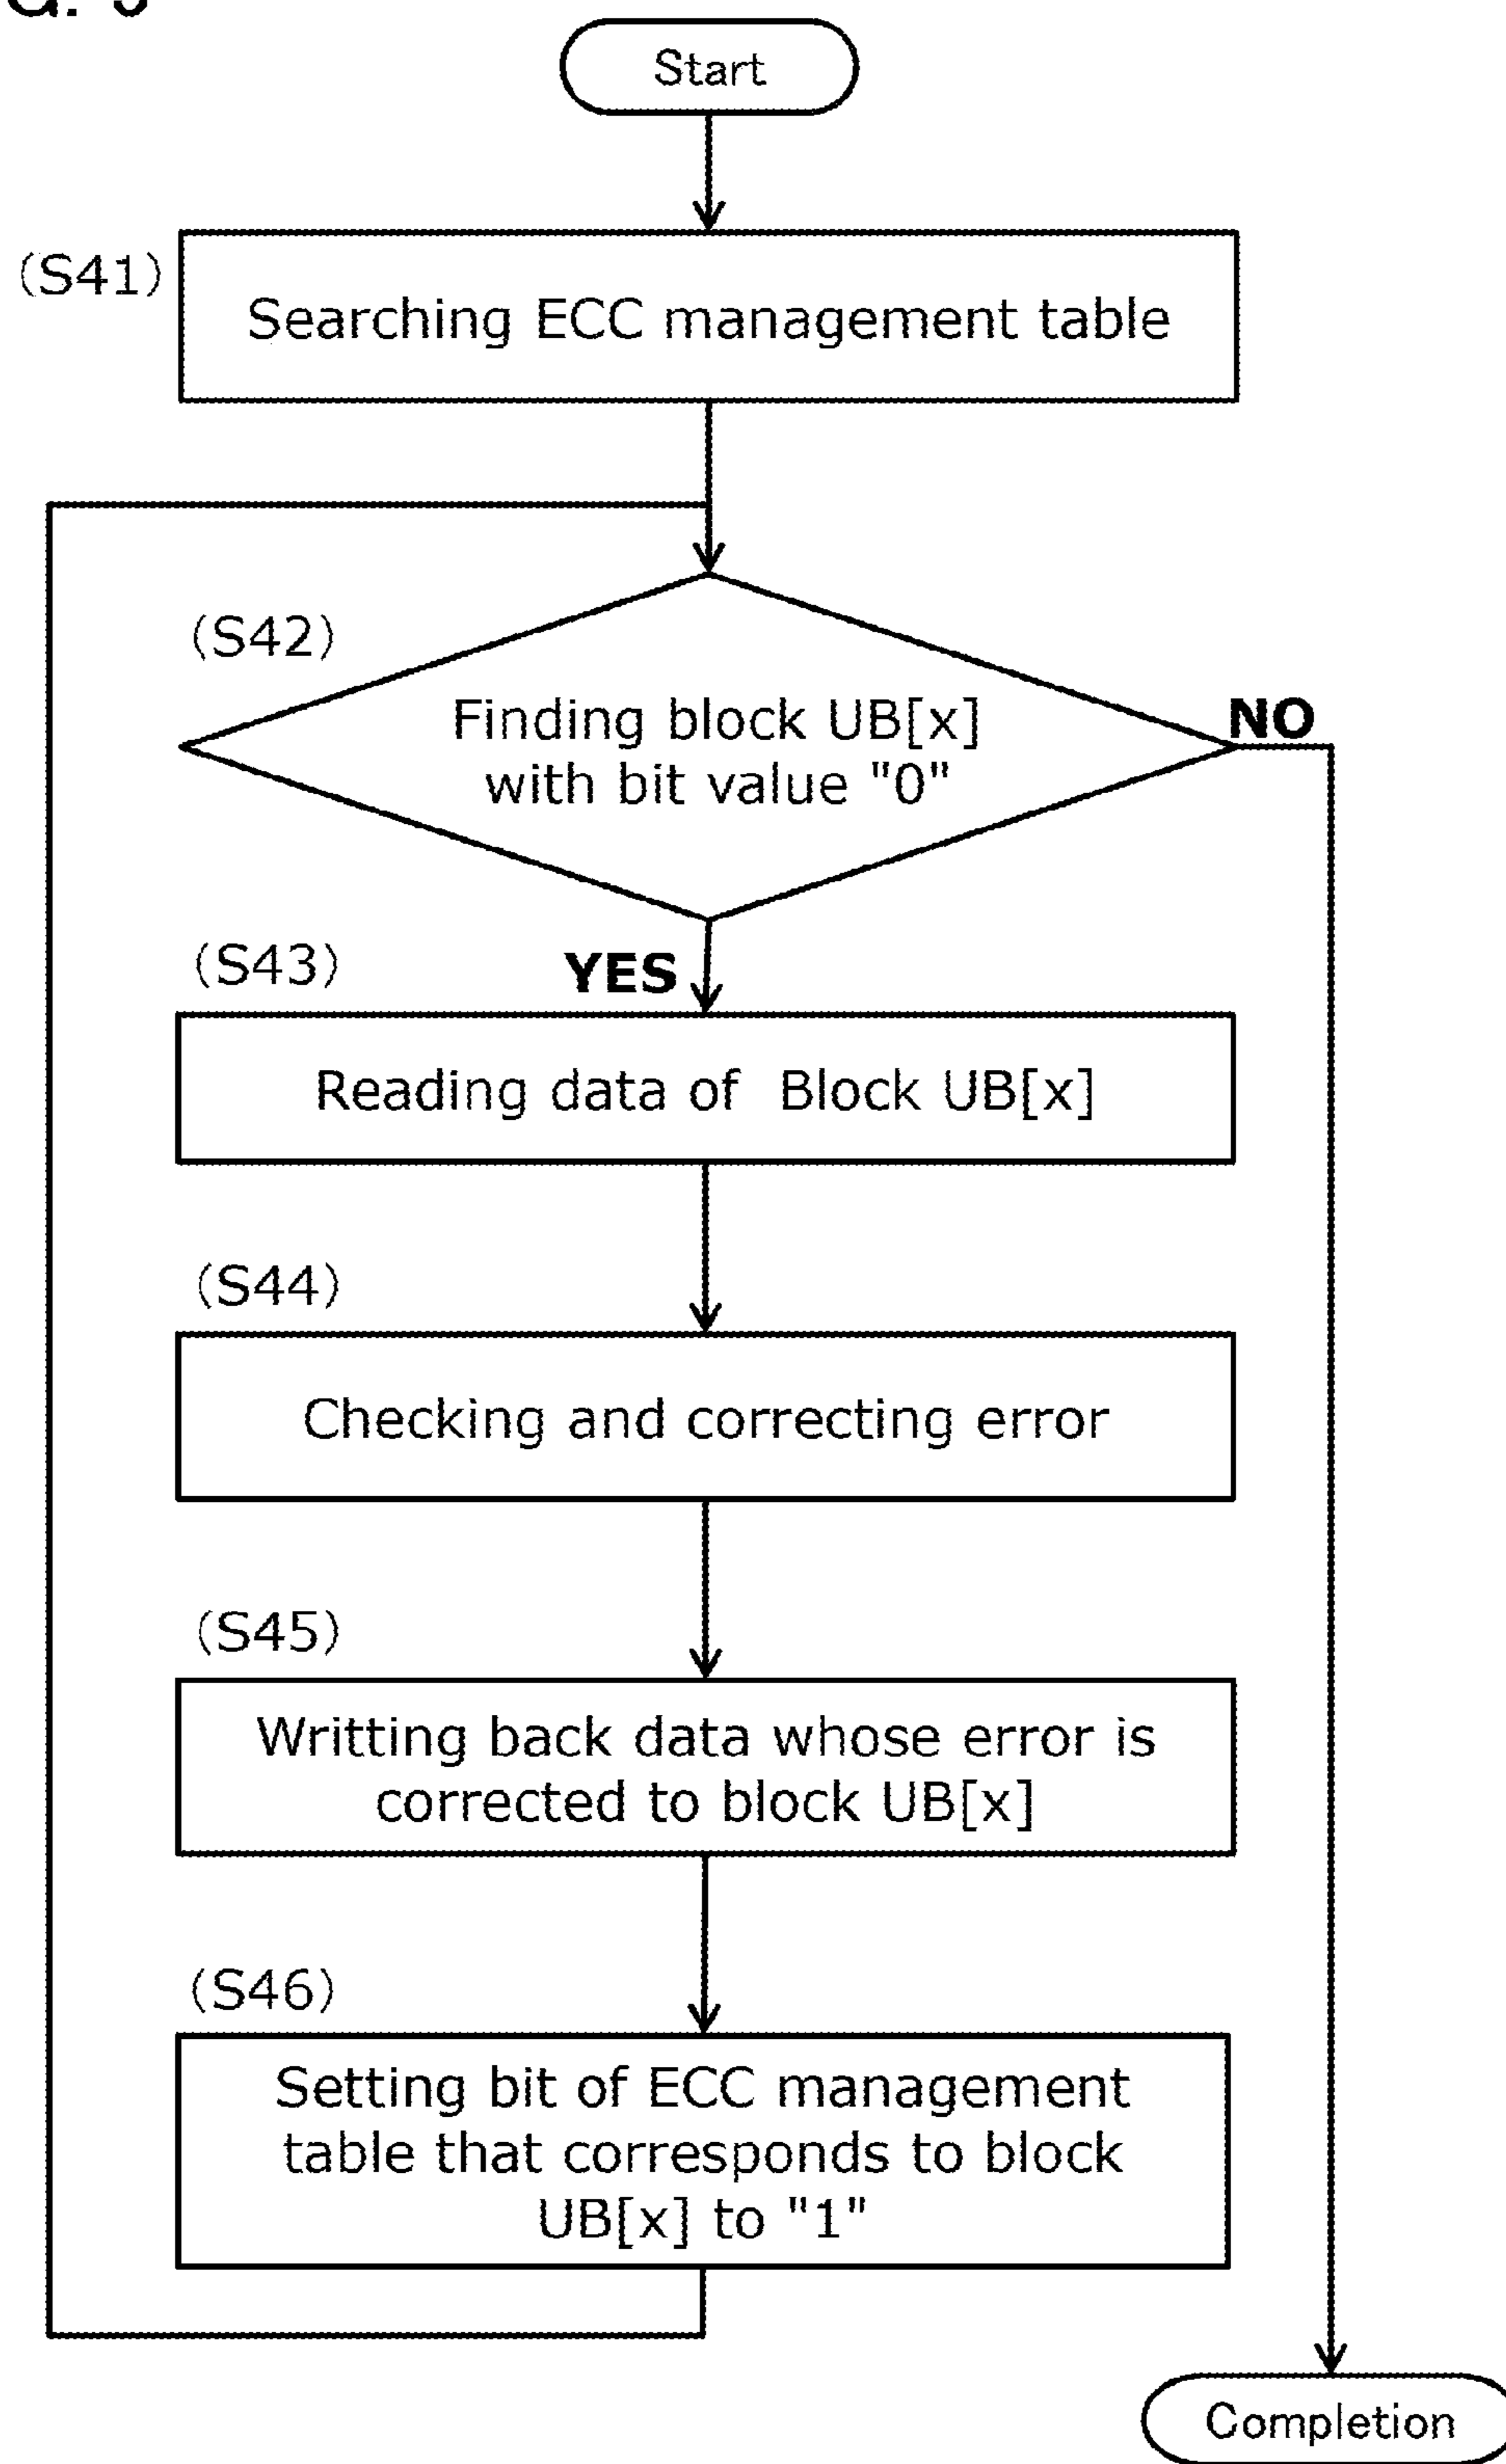 Start
(S41)
Searching ECC management table
(S42)
Finding block UB[x]
with bit value "0"
NO
(S43)
YES
Reading data of Block UB[x]
(S44)
Checking and correcting error
(S45)
Writting back data whose error is
corrected to block UB[x]
(S46)
Setting bit of ECC management
table that corresponds to block
UB[x] to "1"
Completion